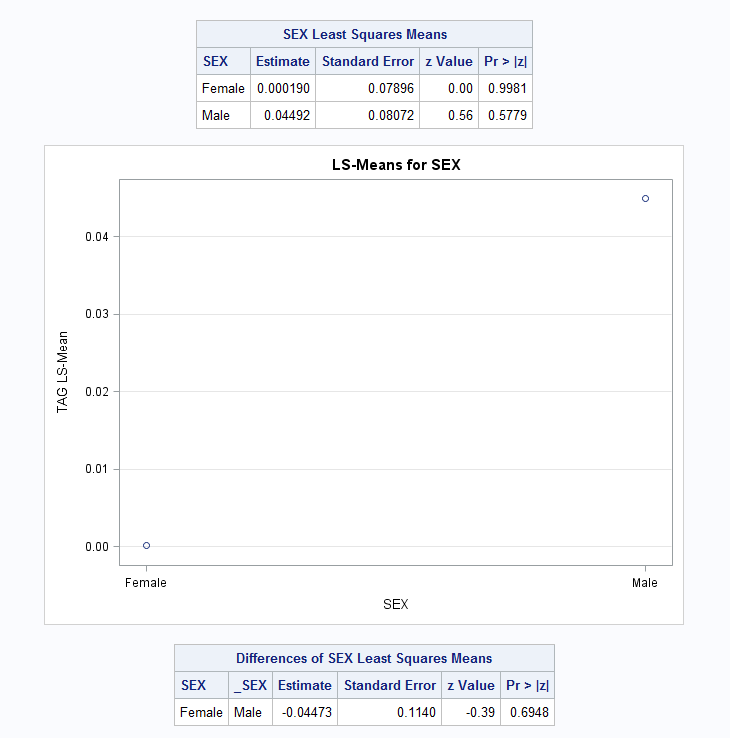 SEX Least Squares Means
SEX Estimate Standard Error z Value Pr > |z|
Female 0.000190 0.07896 0.00 0.9981
Male 0.04492 0.08072 0.56 0.5779
LS-Means for SEX
0.04
0.03
0.02
0.01
0.00
TAG LS-Mean
Female Male
SEX
Differences of SEX Least Squares Means
SEX _SEX Estimate Standard Error z Value Pr > |z|
Female Male -0.04473 0.1140 -0.39 0.6948